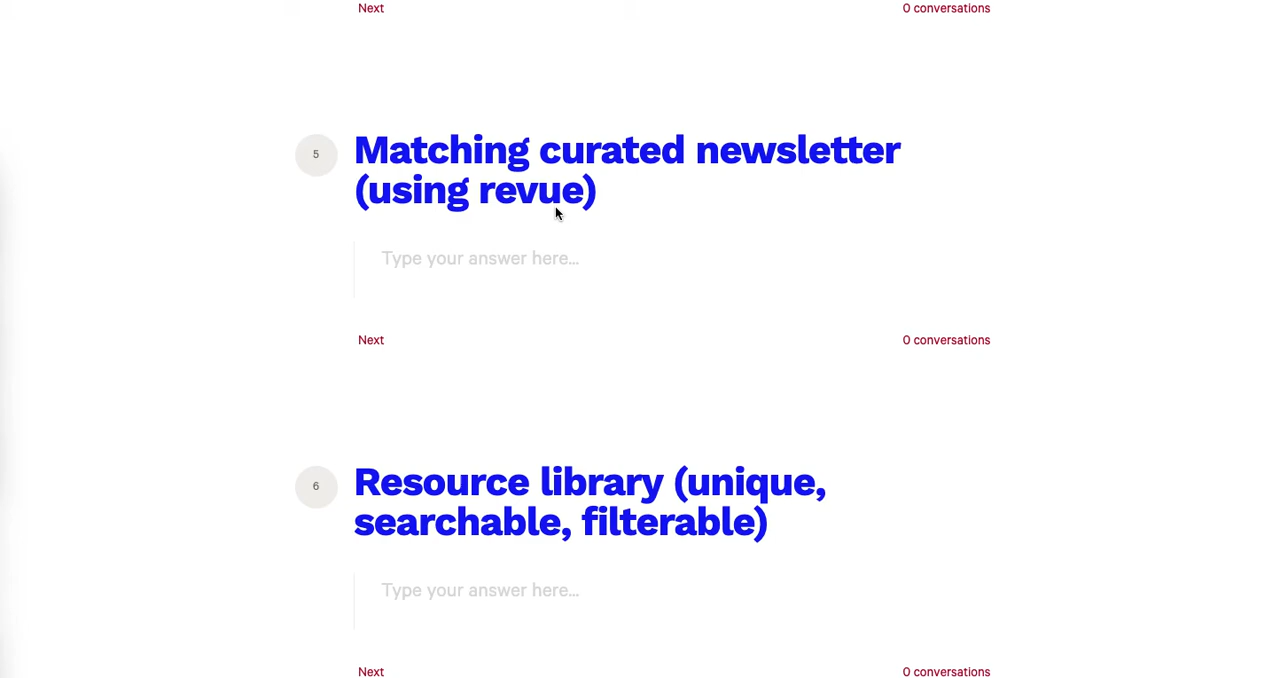 Next
0 conversations
5
Matching curated newsletter
(using revue)
Type your answer here...
Next
0 conversations
6
Resource library (unique,
searchable, filterable)
Type your answer here...
Next
0 conversations